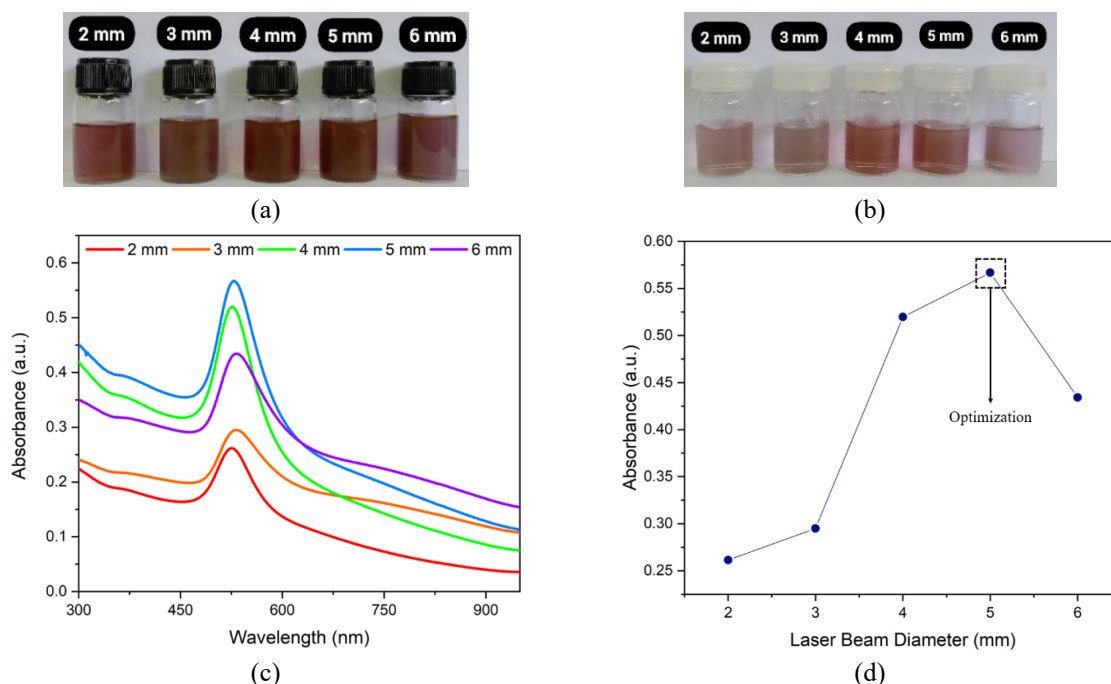 2 mm 3 mm 4 mm 5 mm 6 mm
2 mm 3 mm 4 mm 5 mm 6 mm
(a)
(b)
2 mm 3 mm 4 mm 5 mm 6 mm
0.6
0.5
0.4
0.3
0.2
0.1
0.0
Absorbance (a.u.)
300 450 600 750 900
Wavelength (nm)
(c)
0.60
0.55
0.50
0.45
0.40
0.35
0.30
0.25
Absorbance (a.u.)
Optimization
2 3 4 5 6
Laser Beam Diameter (mm)
(d)